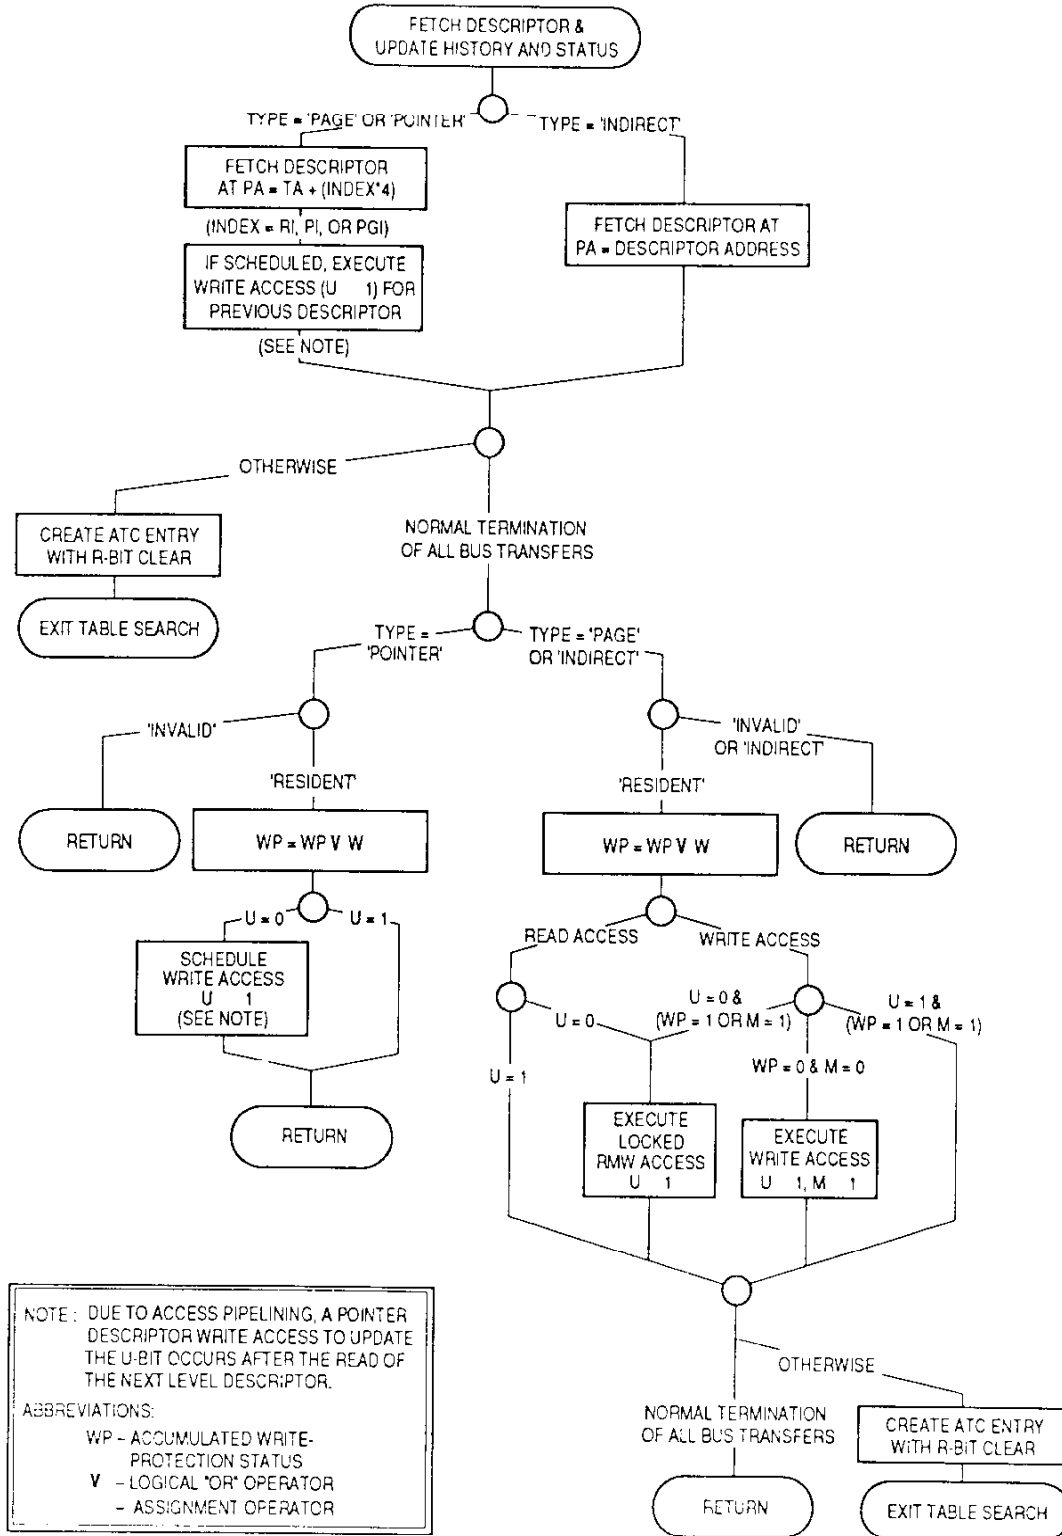 FETCH DESCRIPTOR &
UPDATE HISTORY AND STATUS
TYPE = 'PAGE' OR 'POINTER'
TYPE = 'INDIRECT'
FETCH DESCRIPTOR
AT PA = TA + (INDEX*4)
(INDEX = RI, PI, OR PGI)
FETCH DESCRIPTOR AT
PA = DESCRIPTOR ADDRESS
IF SCHEDULED, EXECUTE
WRITE ACCESS (U 1) FOR
PREVIOUS DESCRIPTOR
(SEE NOTE)
OTHERWISE
CREATE ATC ENTRY
WITH R-BIT CLEAR
EXIT TABLE SEARCH
NORMAL TERMINATION
OF ALL BUS TRANSFERS
TYPE =
'POINTER'
TYPE = 'PAGE'
OR 'INDIRECT'
'INVALID'
'RESIDENT'
'RESIDENT'
'INVALID'
OR 'INDIRECT'
RETURN
WP = WP V W
WP = WP V W
RETURN
U = 0
U = 1
SCHEDULE
WRITE ACCESS
U 1
(SEE NOTE)
RETURN
READ ACCESS
WRITE ACCESS
U = 0
U = 0 &
(WP = 1 OR M = 1)
U = 1 &
(WP = 1 OR M = 1)
U = 1
WP = 0 & M = 0
EXECUTE
LOCKED
RMW ACCESS
U 1
EXECUTE
WRITE ACCESS
U 1, M 1
OTHERWISE
NORMAL TERMINATION
OF ALL BUS TRANSFERS
CREATE ATC ENTRY
WITH R-BIT CLEAR
RETURN
EXIT TABLE SEARCH
NOTE : DUE TO ACCESS PIPELINING, A POINTER
DESCRIPTOR WRITE ACCESS TO UPDATE
THE U-BIT OCCURS AFTER THE READ OF
THE NEXT LEVEL DESCRIPTOR.
ABBREVIATIONS:
WP – ACCUMULATED WRITE-
PROTECTION STATUS
V – LOGICAL "OR" OPERATOR
– ASSIGNMENT OPERATOR